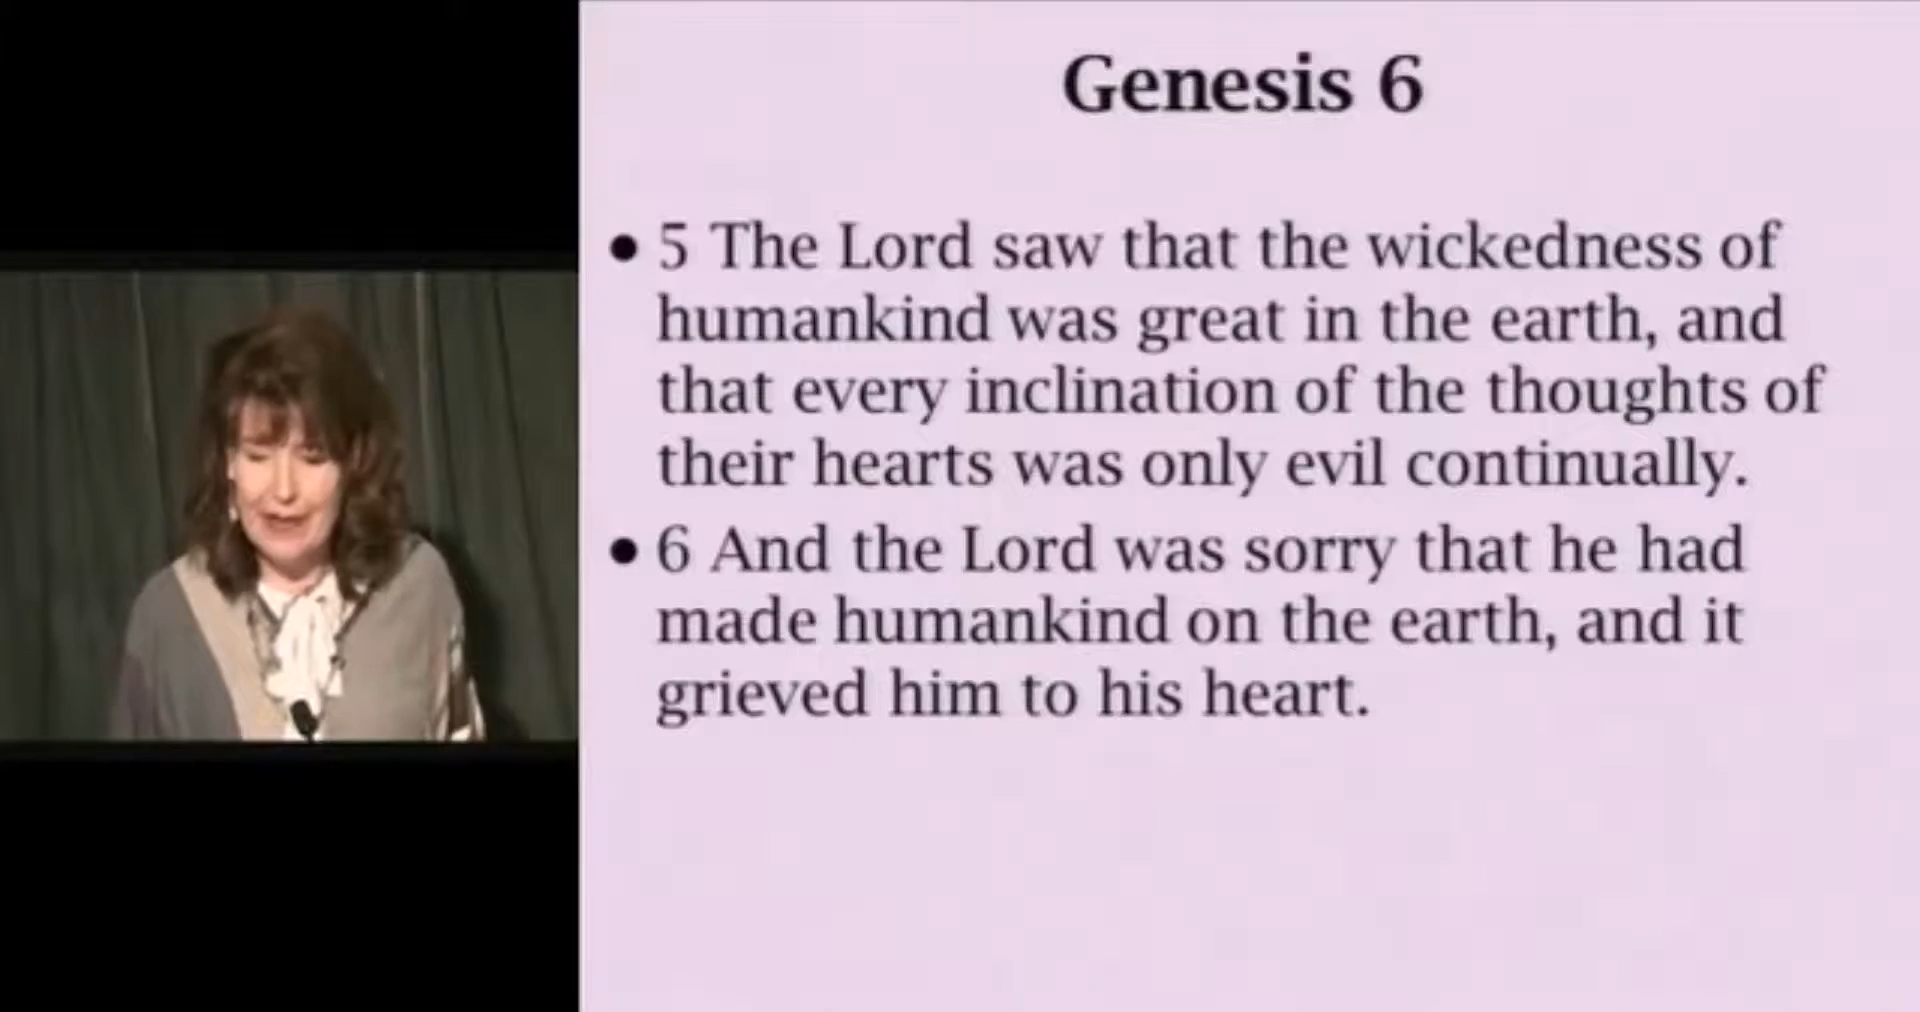 Genesis 6
• 5 The Lord saw that the wickedness of
humankind was great in the earth, and
that every inclination of the thoughts of
their hearts was only evil continually.
• 6 And the Lord was sorry that he had
made humankind on the earth, and it
grieved him to his heart.